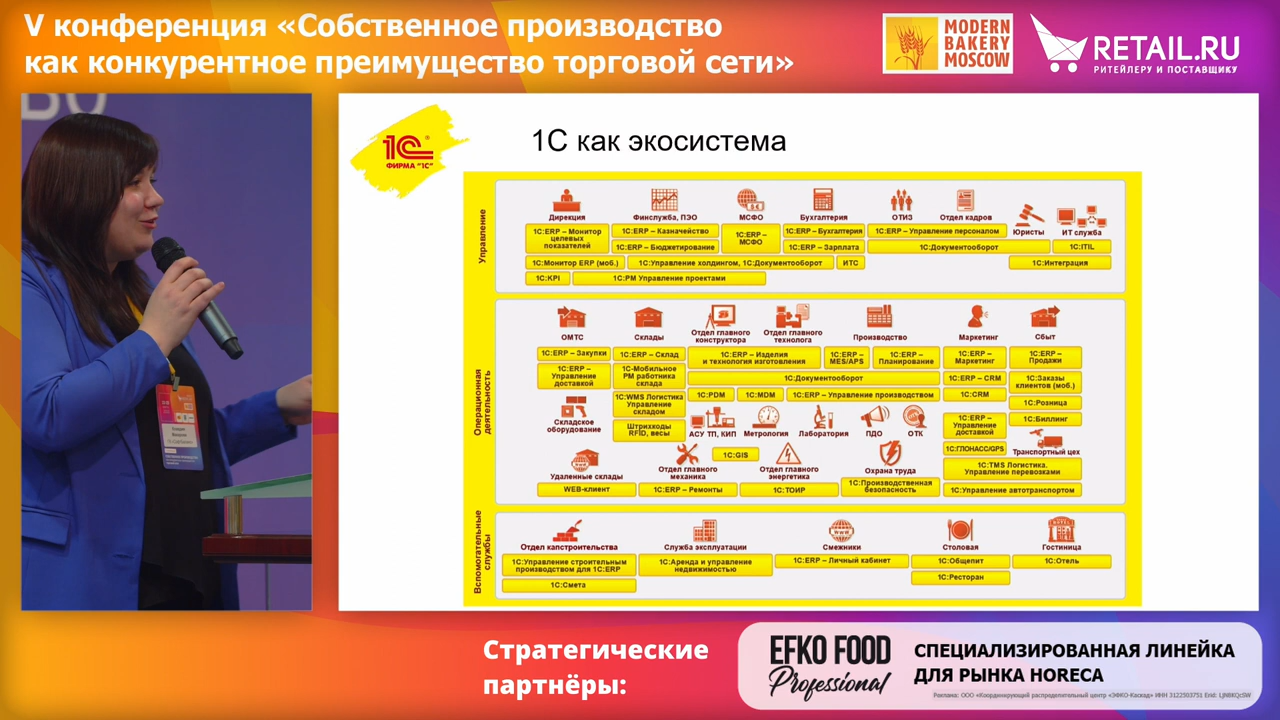 V конференция «Собственное производство
как конкурентное преимущество торговой сети»
MODERN
BAKERY
MOSCOW
RETAIL.RU
РИТЕЙЛЕРУ И ПОСТАВЩИКУ
ВО
1С®
ФИРМА "1С"
1С как экосистема
Управление
Дирекция
Финслужба, ПЭО
МСФО
Бухгалтерия
ОТИЗ
Отдел кадров
Юристы
ИТ служба
1С:ERP – Монитор
целевых
показателей
1С:ERP – Казначейство
1С:ERP – Бюджетирование
1С:ERP –
МСФО
1С:ERP – Бухгалтерия
1С:ERP – Зарплата
1С:ERP – Управление персоналом
1С:Документооборот
1С:ITIL
1С:Монитор ERP (моб.)
1С:Управление холдингом, 1С:Документооборот
ИТС
1С:Интеграция
1С:KPI
1С:PM Управление проектами
Операционная
деятельность
ОМТС
Склады
Отдел главного
конструктора
Отдел главного
технолога
Производство
Маркетинг
Сбыт
1С:ERP – Закупки
1С:ERP – Склад
1С:ERP – Изделия
и технология изготовления
1С:ERP –
MES/APS
1С:ERP –
Планирование
1С:ERP –
Маркетинг
1С:ERP –
Продажи
1С:ERP –
Управление
доставкой
1С-Мобильное
РМ работника
склада
1С:Документооборот
1С:ERP – CRM
1С:Заказы
клиентов (моб.)
1С:WMS Логистика
Управление
складом
1С:PDM
1С:MDM
1С:ERP – Управление производством
1С:CRM
1С:Розница
Складское
оборудование
Штрихкоды
RFID, весы
АСУ ТП, КИП
Метрология
Лаборатория
ПДО
ОТК
1С:ERP –
Управление
доставкой
1С:Биллинг
1С:ГЛОНАСС/GPS
Транспортный цех
Удаленные склады
Отдел главного
механика
1С:GIS
Отдел главного
энергетика
Охрана труда
1С:TMS Логистика.
Управление перевозками
WEB-клиент
1С:ERP – Ремонты
1С:ТОИР
1С:Производственная
безопасность
1С:Управление автотранспортом
Вспомогательные
службы
Отдел капстроительства
Служба эксплуатации
Смежники
Столовая
Гостиница
1С:Управление строительным
производством для 1С:ERP
1С:Аренда и управление
недвижимостью
1С:ERP – Личный кабинет
1С:Общепит
1С:Отель
1С:Смета
1С:Ресторан
Стратегические
партнёры:
EFKO FOOD
Professional
СПЕЦИАЛИЗИРОВАННАЯ ЛИНЕЙКА
ДЛЯ РЫНКА HORECA
Реклама: ООО «Координирующий распределительный центр «ЭФКО-Каскад» ИНН 3122503751 Erid: LjN8KQcSW